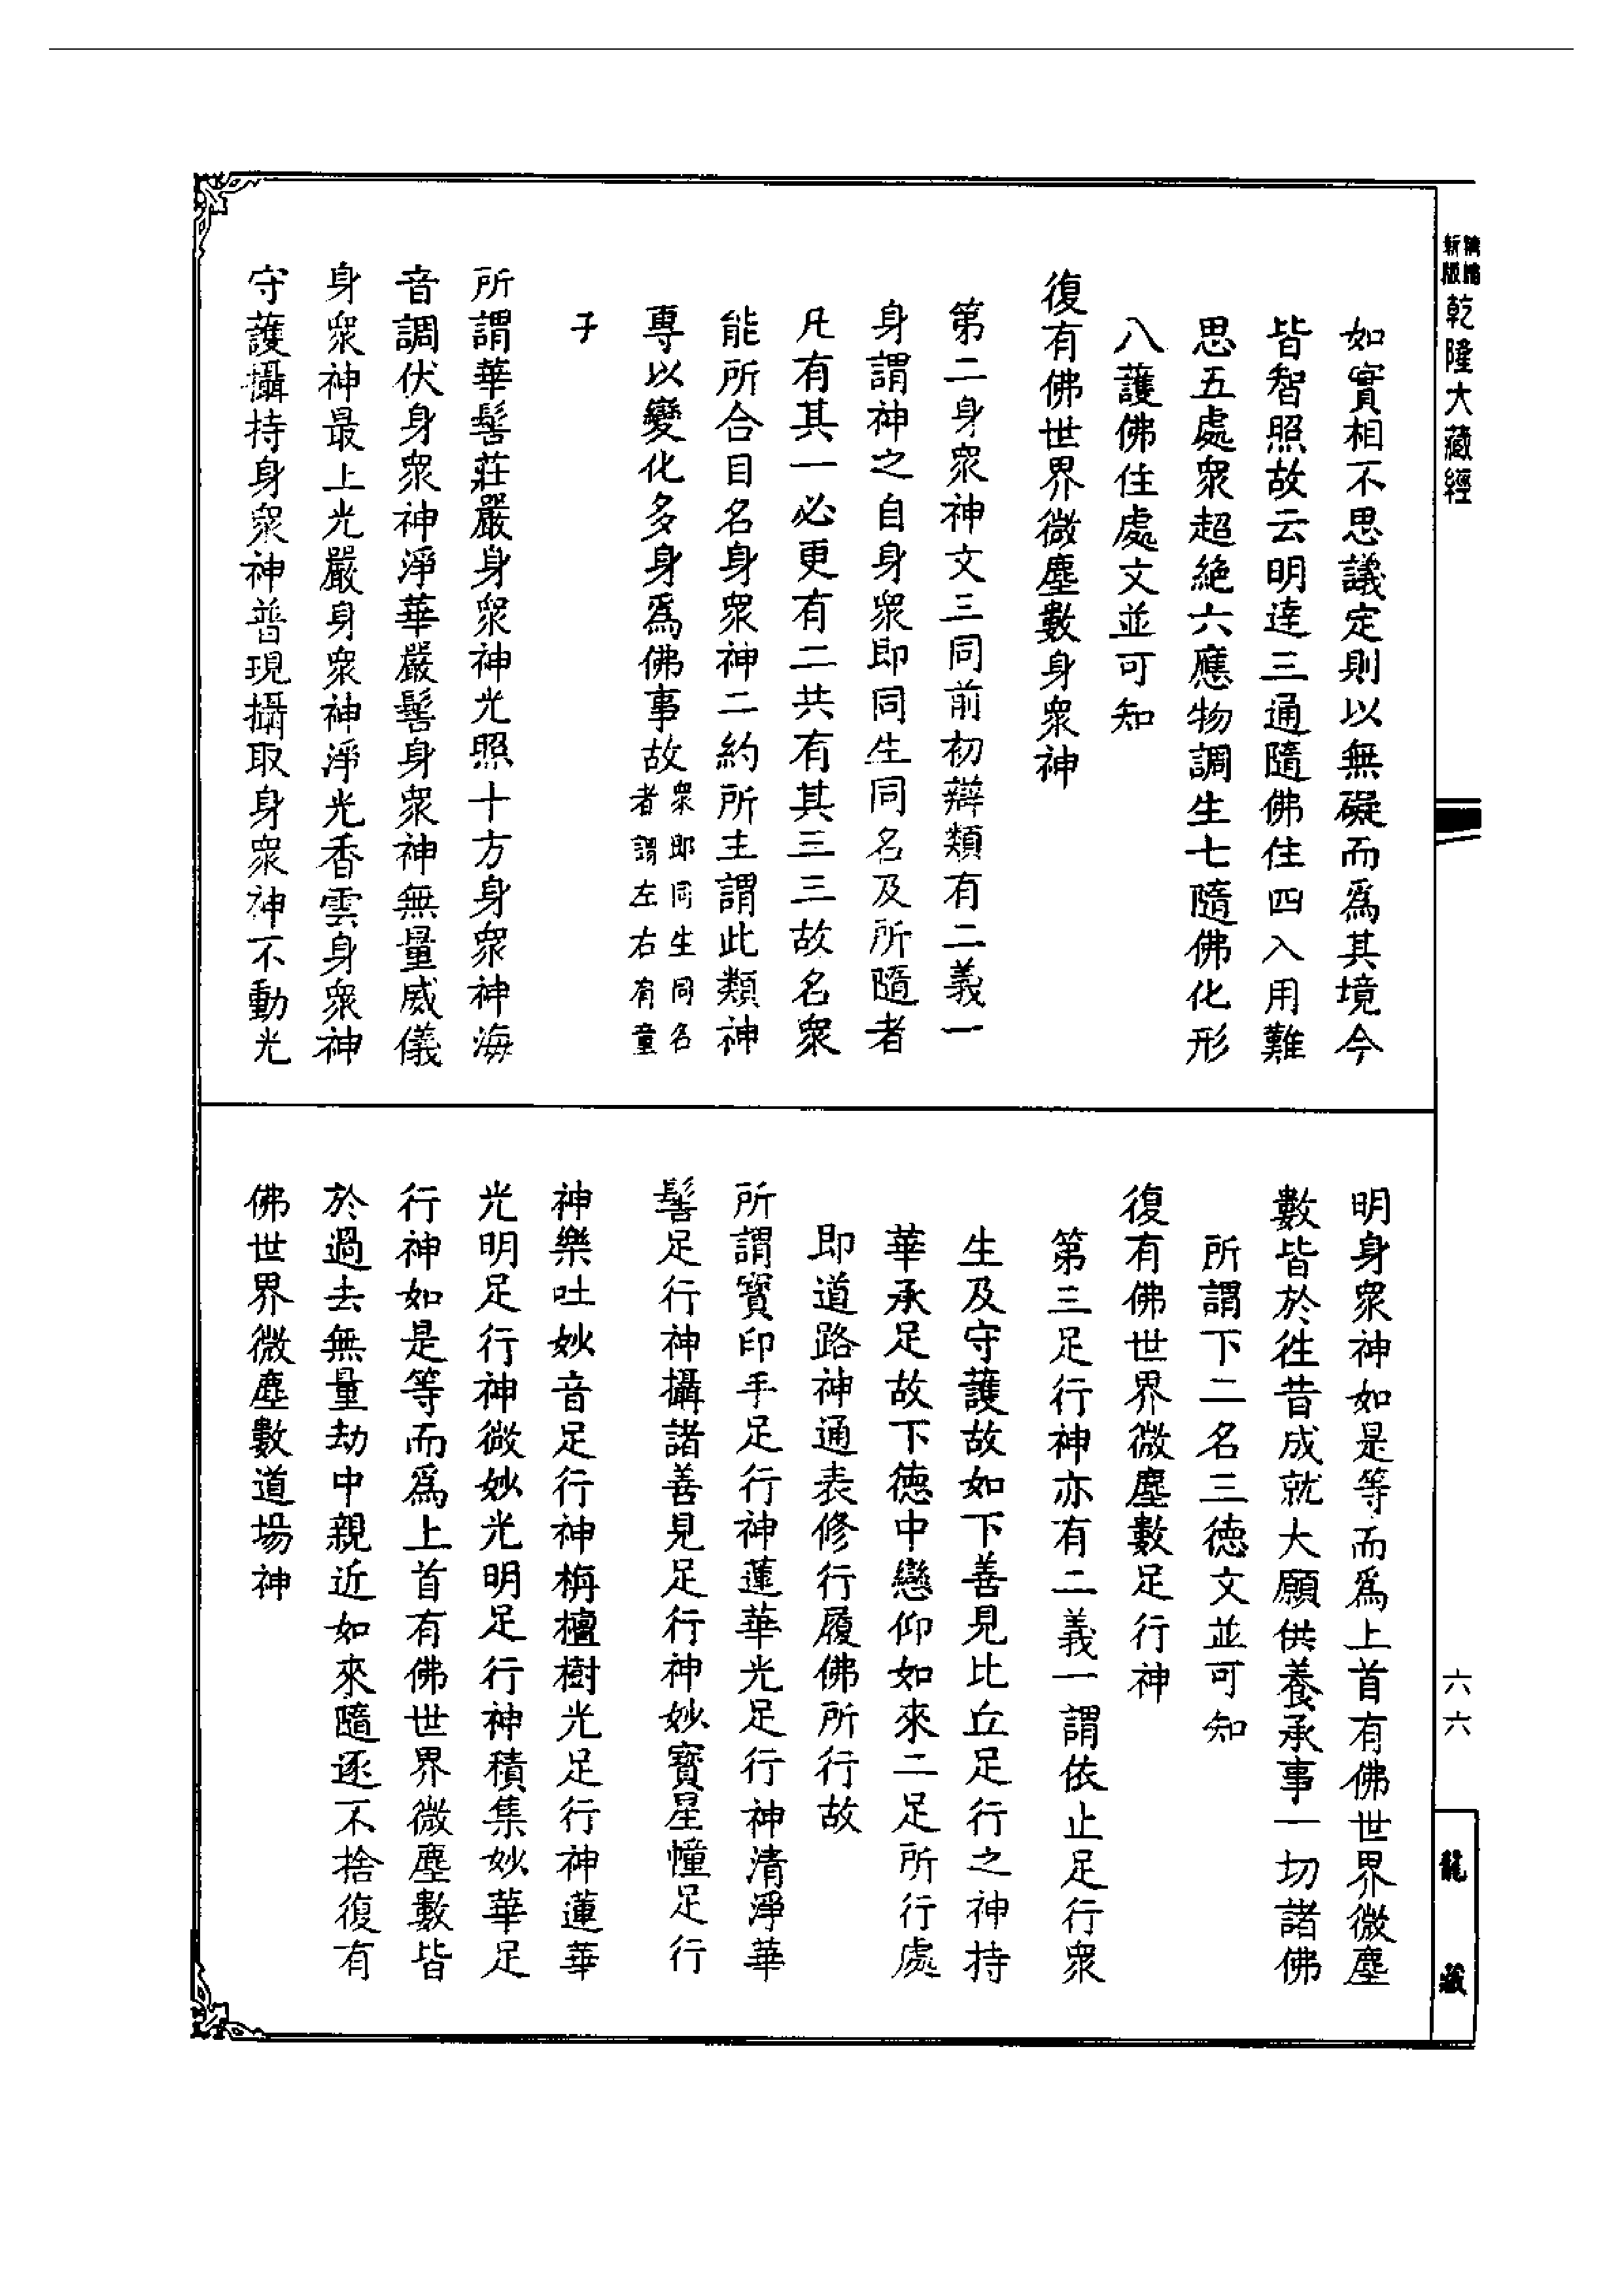 新版
精縮
乾隆大藏經
如實相不思議定則以無礙而爲其境今
皆智照故云明達三通隨佛住四入用難
思五處衆超絶六應物調生七隨佛化形
八護佛住處文並可知
復有佛世界微塵數身衆神
第二身衆神文三同前初辯類有二義一
身謂神之自身衆即同生同名及所隨者
凡有其一必更有二共有其三三故名衆
能所合目名身衆神二約所主謂此類神
專以變化多身爲佛事故衆即同生同名
者謂左右有童
子
所謂華髻莊嚴身衆神光照十方身衆神海
音調伏身衆神淨華嚴髻身衆神無量威儀
身衆神最上光嚴身衆神淨光香雲身衆神
守護攝持身衆神普現攝取身衆神不動光
明身衆神如是等而爲上首有佛世界微塵
數皆於徃昔成就大願供養承事一切諸佛
所謂下二名三德文並可知
復有佛世界微塵數足行神
第三足行神亦有二義一謂依止足行衆
生及守護故如下善見比丘足行之神持
華承足故下德中戀仰如來二足所行處
即道路神通表修行履佛所行故
所謂寶印手足行神蓮華光足行神清淨華
髻足行神攝諸善見足行神妙寶星幢足行
神樂吐妙音足行神栴檀樹光足行神蓮華
光明足行神微妙光明足行神積集妙華足
行神如是等而爲上首有佛世界微塵數皆
於過去無量劫中親近如來隨逐不捨復有
佛世界微塵數道場神
六六
龍藏